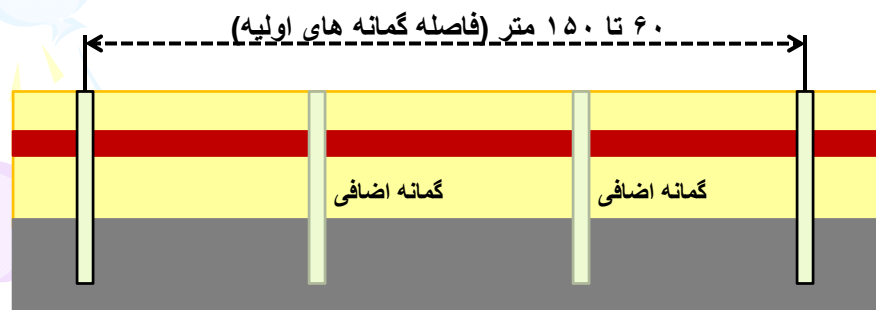 ۶۰ تا ۱۵۰ متر (فاصله گمانه های اولیه)
گمانه اضافی
گمانه اضافی